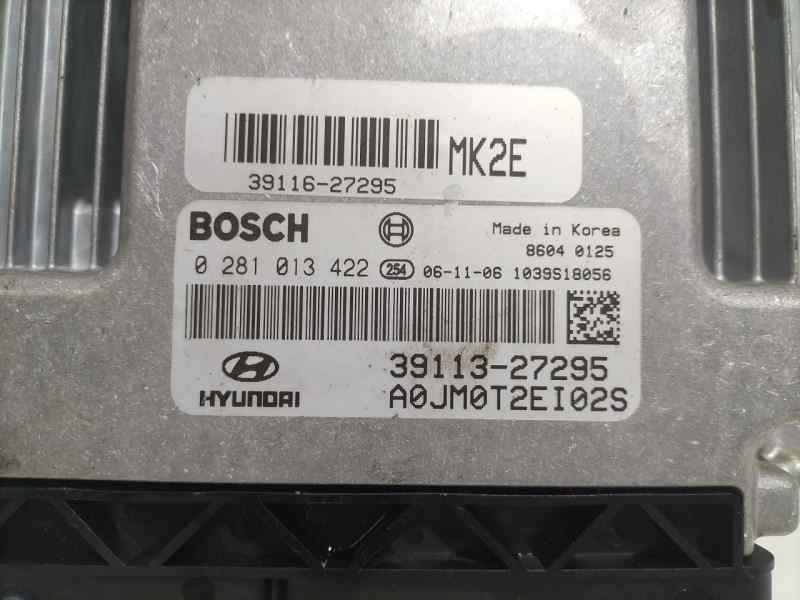 MK2E
39116-27295
BOSCH
Made in Korea
8604 0125
0 281 013 422 254 06-11-06 1039S18056
39113-27295
HYUNDAI
A0JM0T2EI02S